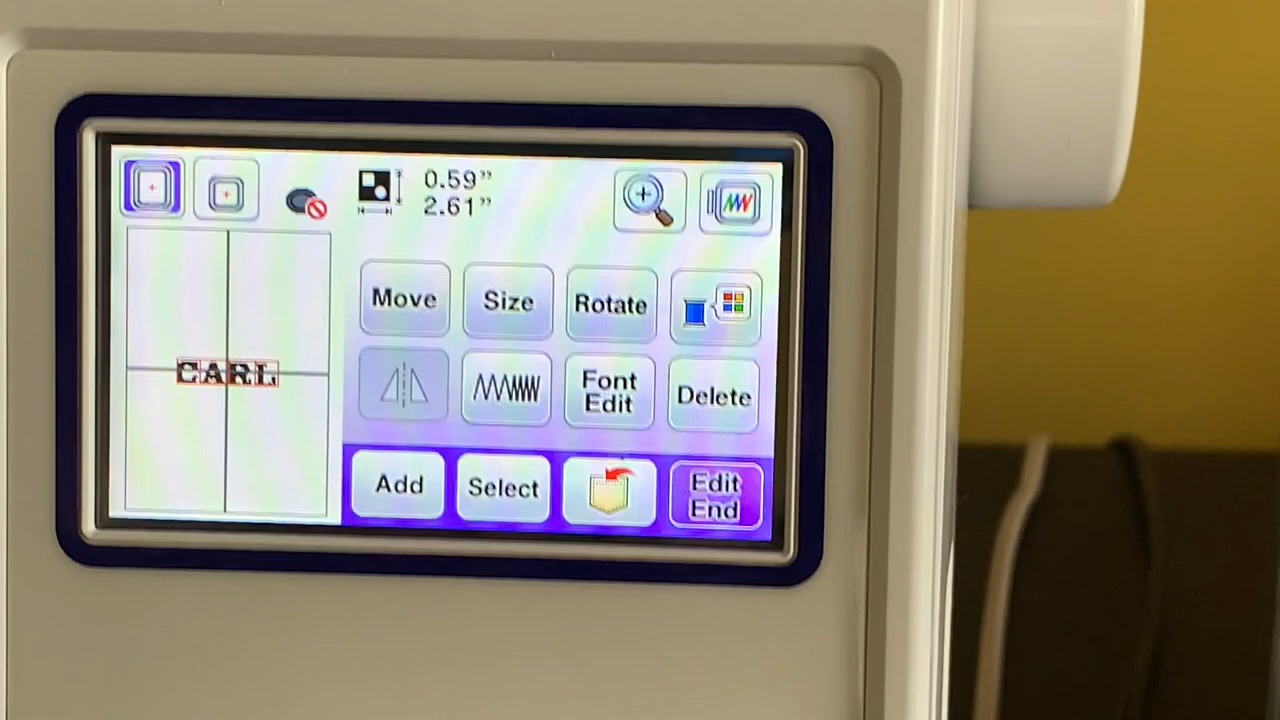 0.59”
2.61”
Move
Size
Rotate
CARL
Font
Edit
Delete
Add
Select
Edit
End